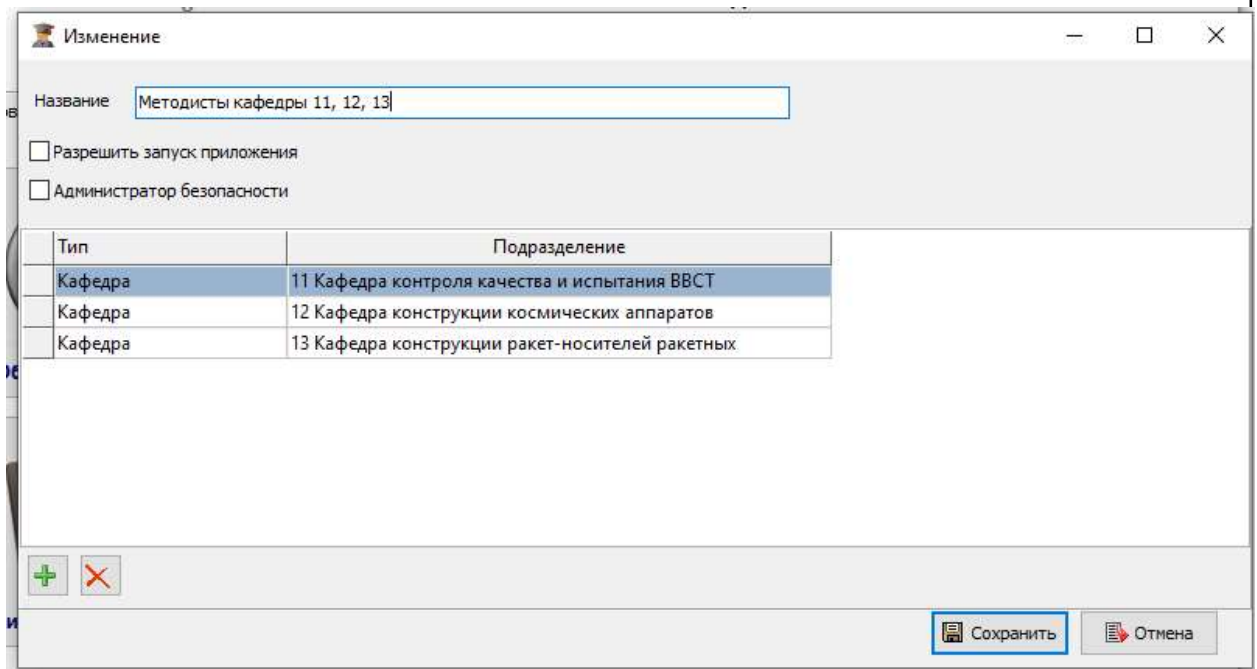 Изменение
Название Методисты кафедры 11, 12, 13
Разрешить запуск приложения
Администратор безопасности
Тип Подразделение
Кафедра 11 Кафедра контроля качества и испытания ВВСТ
Кафедра 12 Кафедра конструкции космических аппаратов
Кафедра 13 Кафедра конструкции ракет-носителей ракетных
Сохранить Отмена